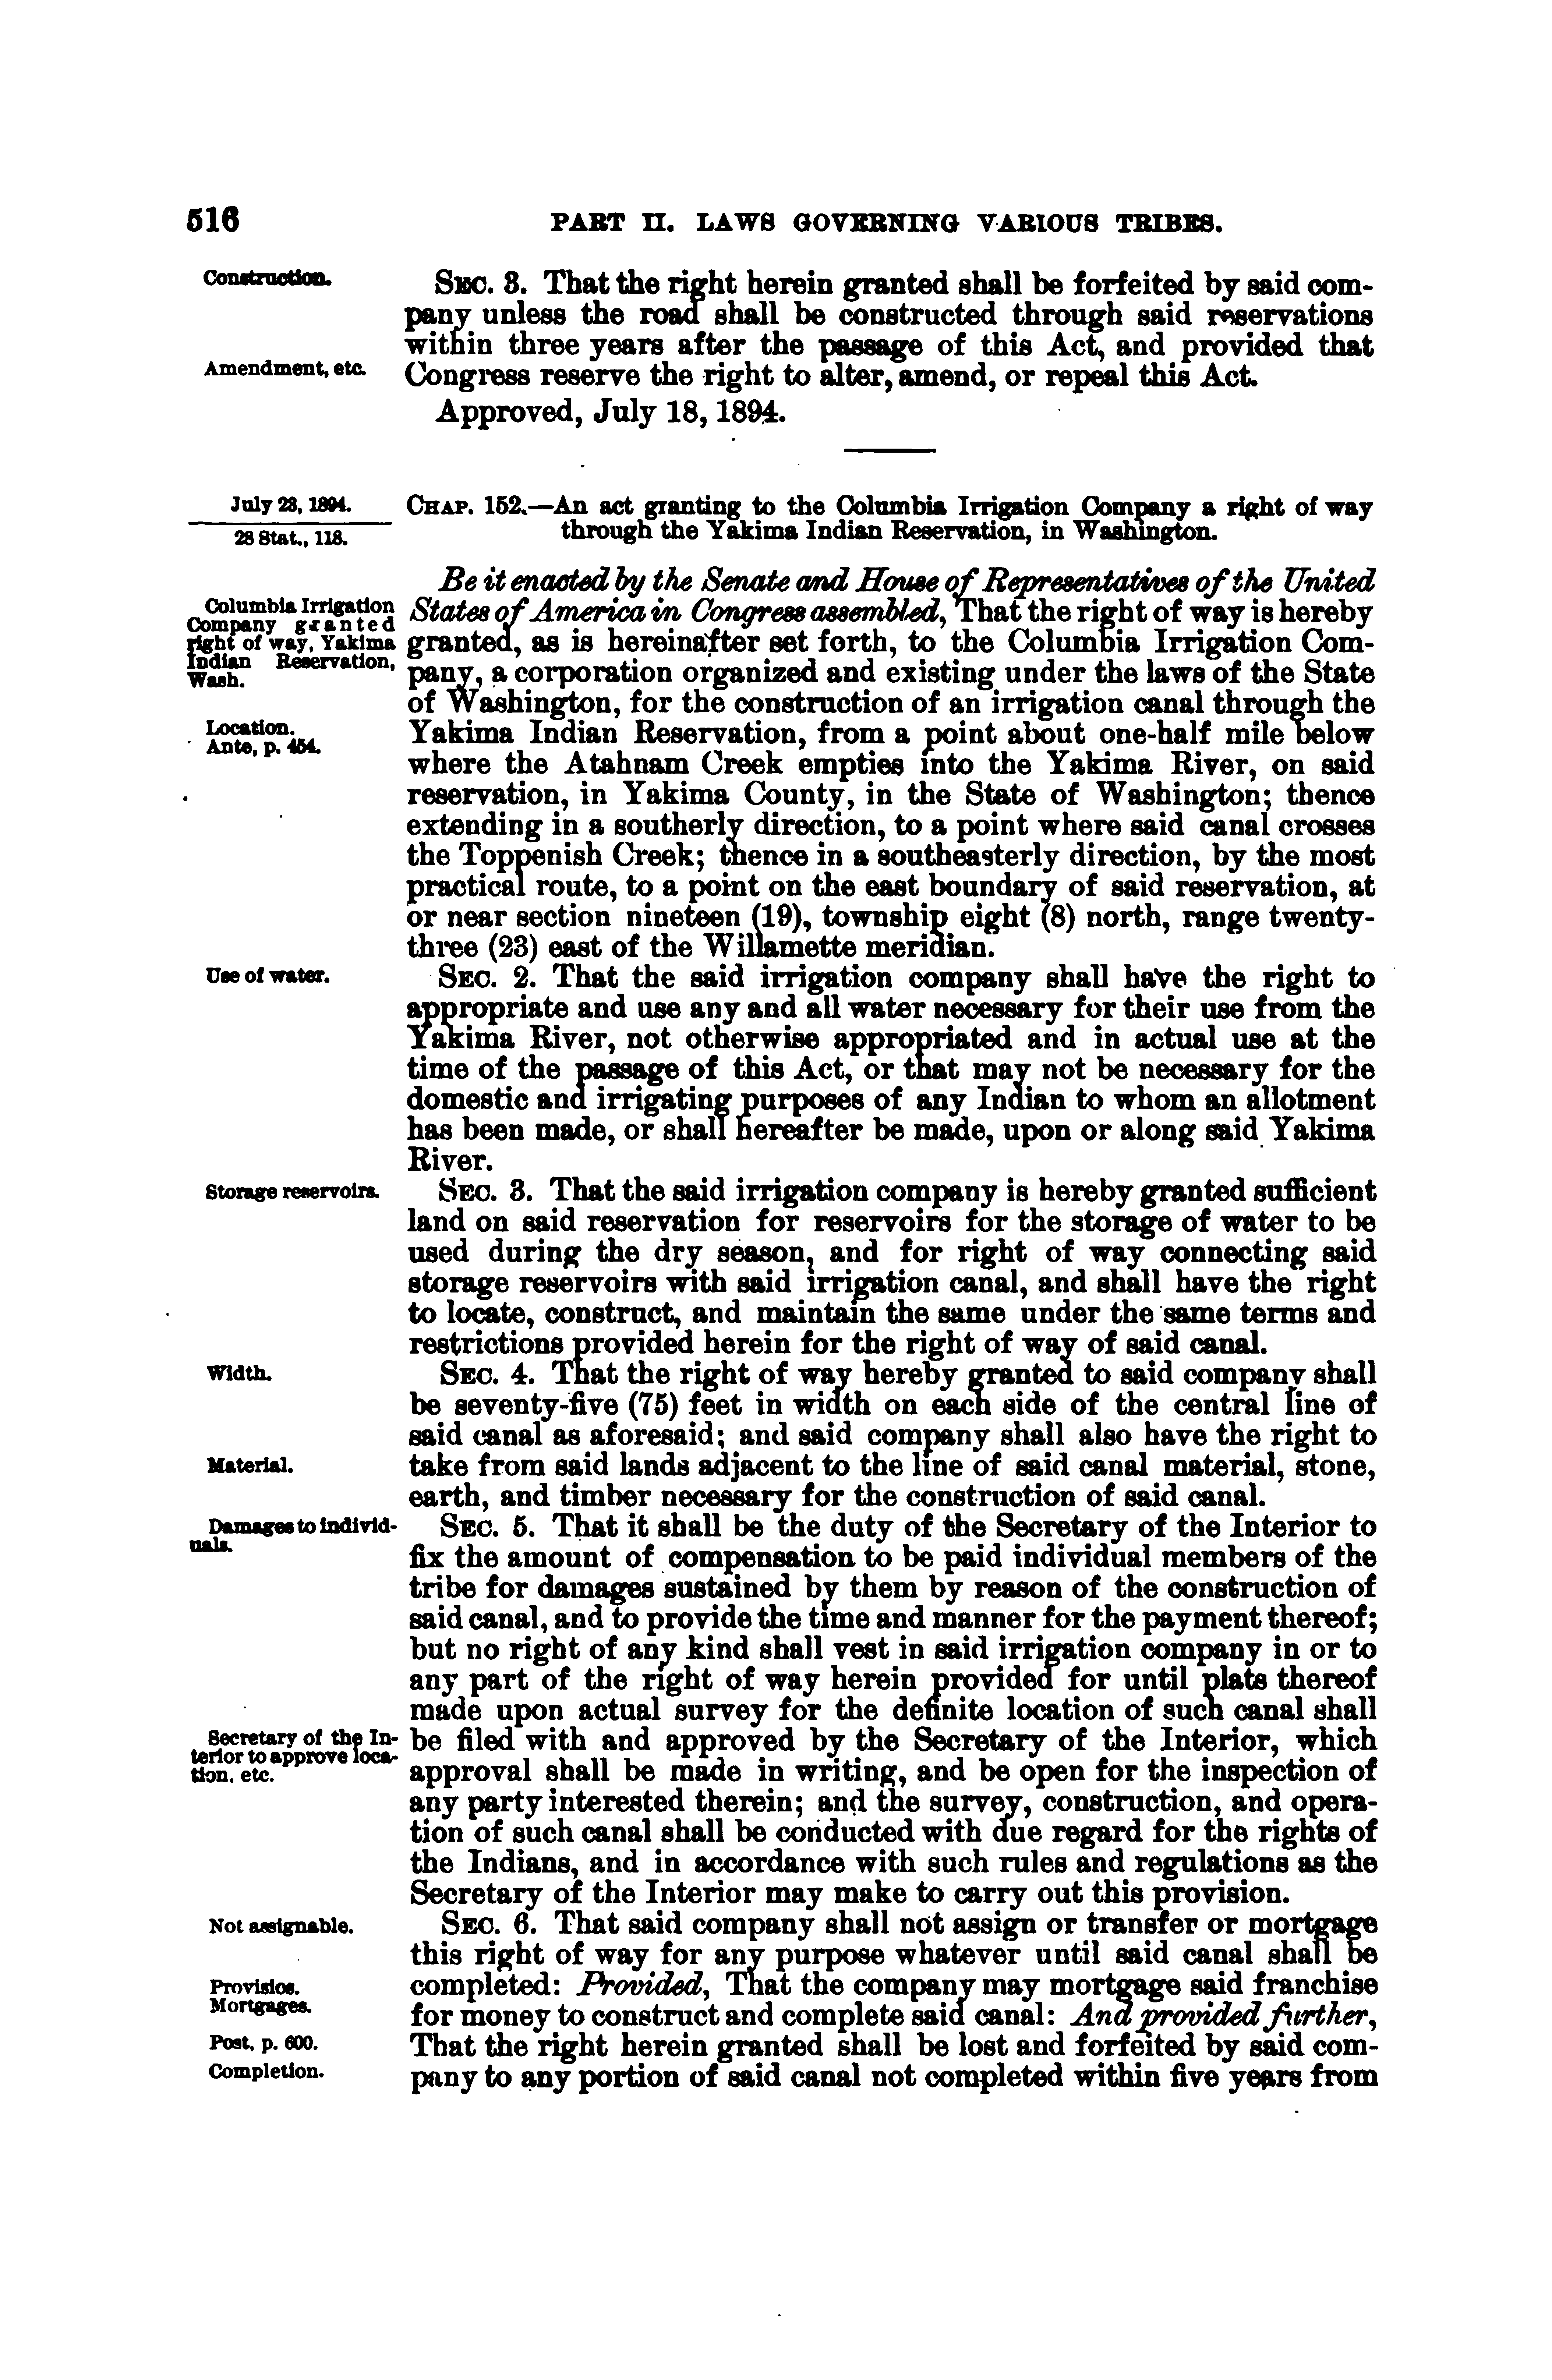 516
PART II. LAWS GOVERNING VARIOUS TRIBES.
Construction.
SEC. 3. That the right herein granted shall be forfeited by said com-
pany unless the road shall be constructed through said reservations
within three years after the passage of this Act, and provided that
Amendment, etc.
Congress reserve the right to alter, amend, or repeal this Act.
Approved, July 18, 1894.
July 23, 1894.
28 Stat., 118.
CHAP. 152.—An act granting to the Columbia Irrigation Company a right of way
through the Yakima Indian Reservation, in Washington.
Be it enacted by the Senate and House of Representatives of the United
Columbia Irrigation
Company granted
right of way, Yakima
Indian Reservation,
Wash.
States of America in Congress assembled, That the right of way is hereby
granted, as is hereinafter set forth, to the Columbia Irrigation Com-
pany, a corporation organized and existing under the laws of the State
of Washington, for the construction of an irrigation canal through the
Location.
Ante, p. 454.
Yakima Indian Reservation, from a point about one-half mile below
where the Atahnam Creek empties into the Yakima River, on said
reservation, in Yakima County, in the State of Washington; thence
extending in a southerly direction, to a point where said canal crosses
the Toppenish Creek; thence in a southeasterly direction, by the most
practical route, to a point on the east boundary of said reservation, at
or near section nineteen (19), township eight (8) north, range twenty-
three (23) east of the Willamette meridian.
Use of water.
SEC. 2. That the said irrigation company shall have the right to
appropriate and use any and all water necessary for their use from the
Yakima River, not otherwise appropriated and in actual use at the
time of the passage of this Act, or that may not be necessary for the
domestic and irrigating purposes of any Indian to whom an allotment
has been made, or shall hereafter be made, upon or along said Yakima
River.
Storage reservoirs.
SEC. 3. That the said irrigation company is hereby granted sufficient
land on said reservation for reservoirs for the storage of water to be
used during the dry season, and for right of way connecting said
storage reservoirs with said irrigation canal, and shall have the right
to locate, construct, and maintain the same under the same terms and
restrictions provided herein for the right of way of said canal.
Width.
SEC. 4. That the right of way hereby granted to said company shall
be seventy-five (75) feet in width on each side of the central line of
said canal as aforesaid; and said company shall also have the right to
Material.
take from said lands adjacent to the line of said canal material, stone,
earth, and timber necessary for the construction of said canal.
Damages to individ-
uals.
SEC. 5. That it shall be the duty of the Secretary of the Interior to
fix the amount of compensation to be paid individual members of the
tribe for damages sustained by them by reason of the construction of
said canal, and to provide the time and manner for the payment thereof;
but no right of any kind shall vest in said irrigation company in or to
any part of the right of way herein provided for until plats thereof
made upon actual survey for the definite location of such canal shall
Secretary of the In-
terior to approve loca-
tion, etc.
be filed with and approved by the Secretary of the Interior, which
approval shall be made in writing, and be open for the inspection of
any party interested therein; and the survey, construction, and opera-
tion of such canal shall be conducted with due regard for the rights of
the Indians, and in accordance with such rules and regulations as the
Secretary of the Interior may make to carry out this provision.
Not assignable.
SEC. 6. That said company shall not assign or transfer or mortgage
this right of way for any purpose whatever until said canal shall be
Provisios.
Mortgages.
completed: Provided, That the company may mortgage said franchise
for money to construct and complete said canal: And provided further,
Post, p. 600.
That the right herein granted shall be lost and forfeited by said com-
Completion.
pany to any portion of said canal not completed within five years from